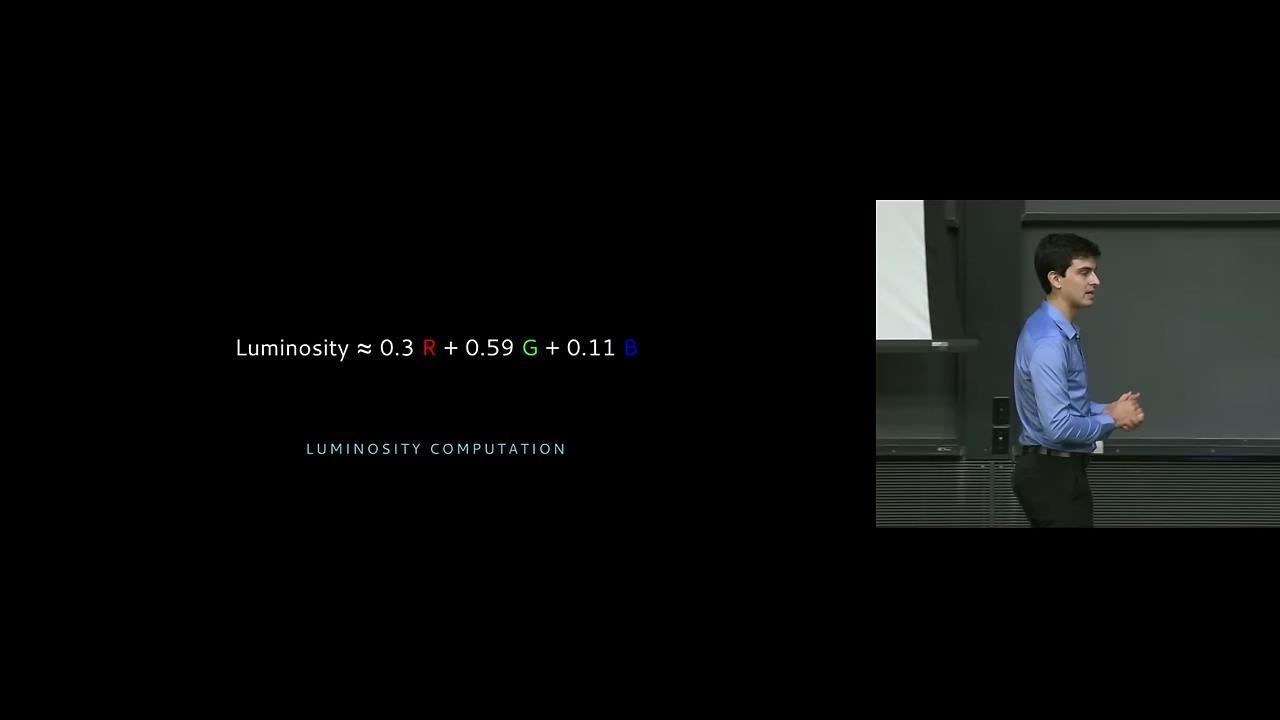 Luminosity ≈ 0.3 R + 0.59 G + 0.11 B
LUMINOSITY COMPUTATION